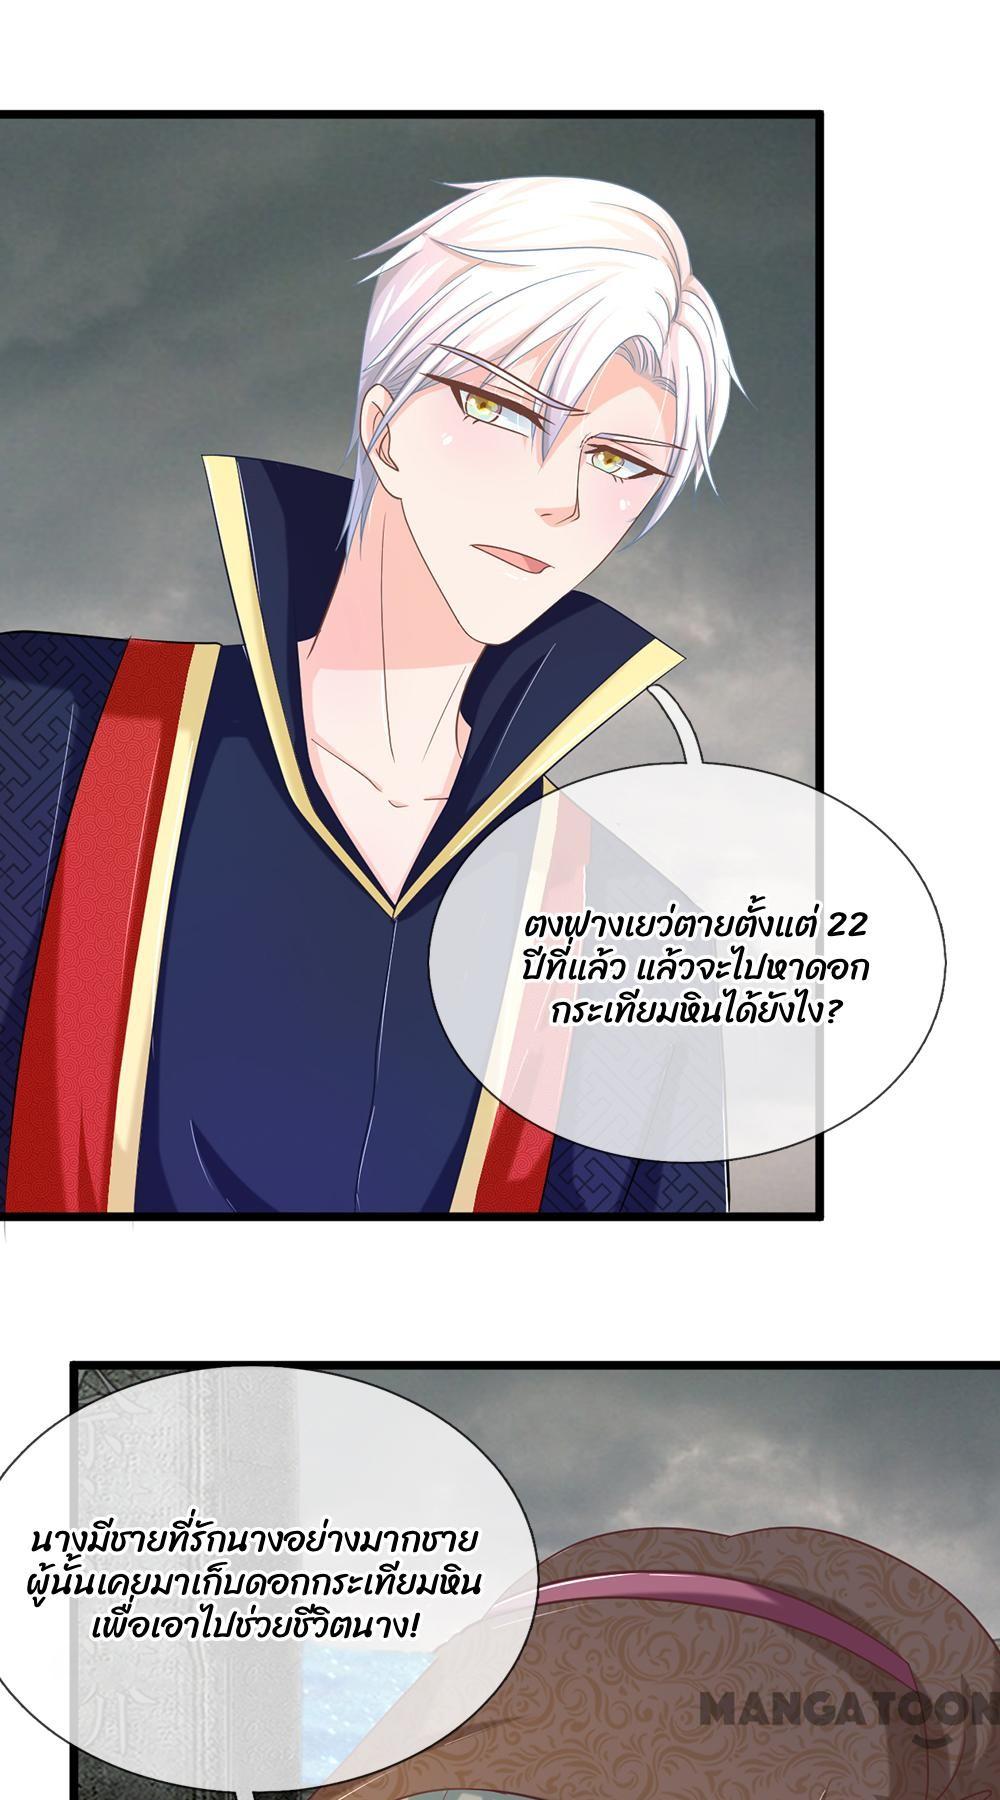 ตงฟางเยว่ตายตั้งแต่ 22
ปีที่แล้ว แล้วจะไปหาดอก
กระเทียมหินได้ยังไง?
นางมีชายที่รักนางอย่างมากชาย
ผู้นั้นเคยมาเก็บดอกกระเทียมหิน
เพื่อเอาไปช่วยชีวิตนาง!
MANGATOON